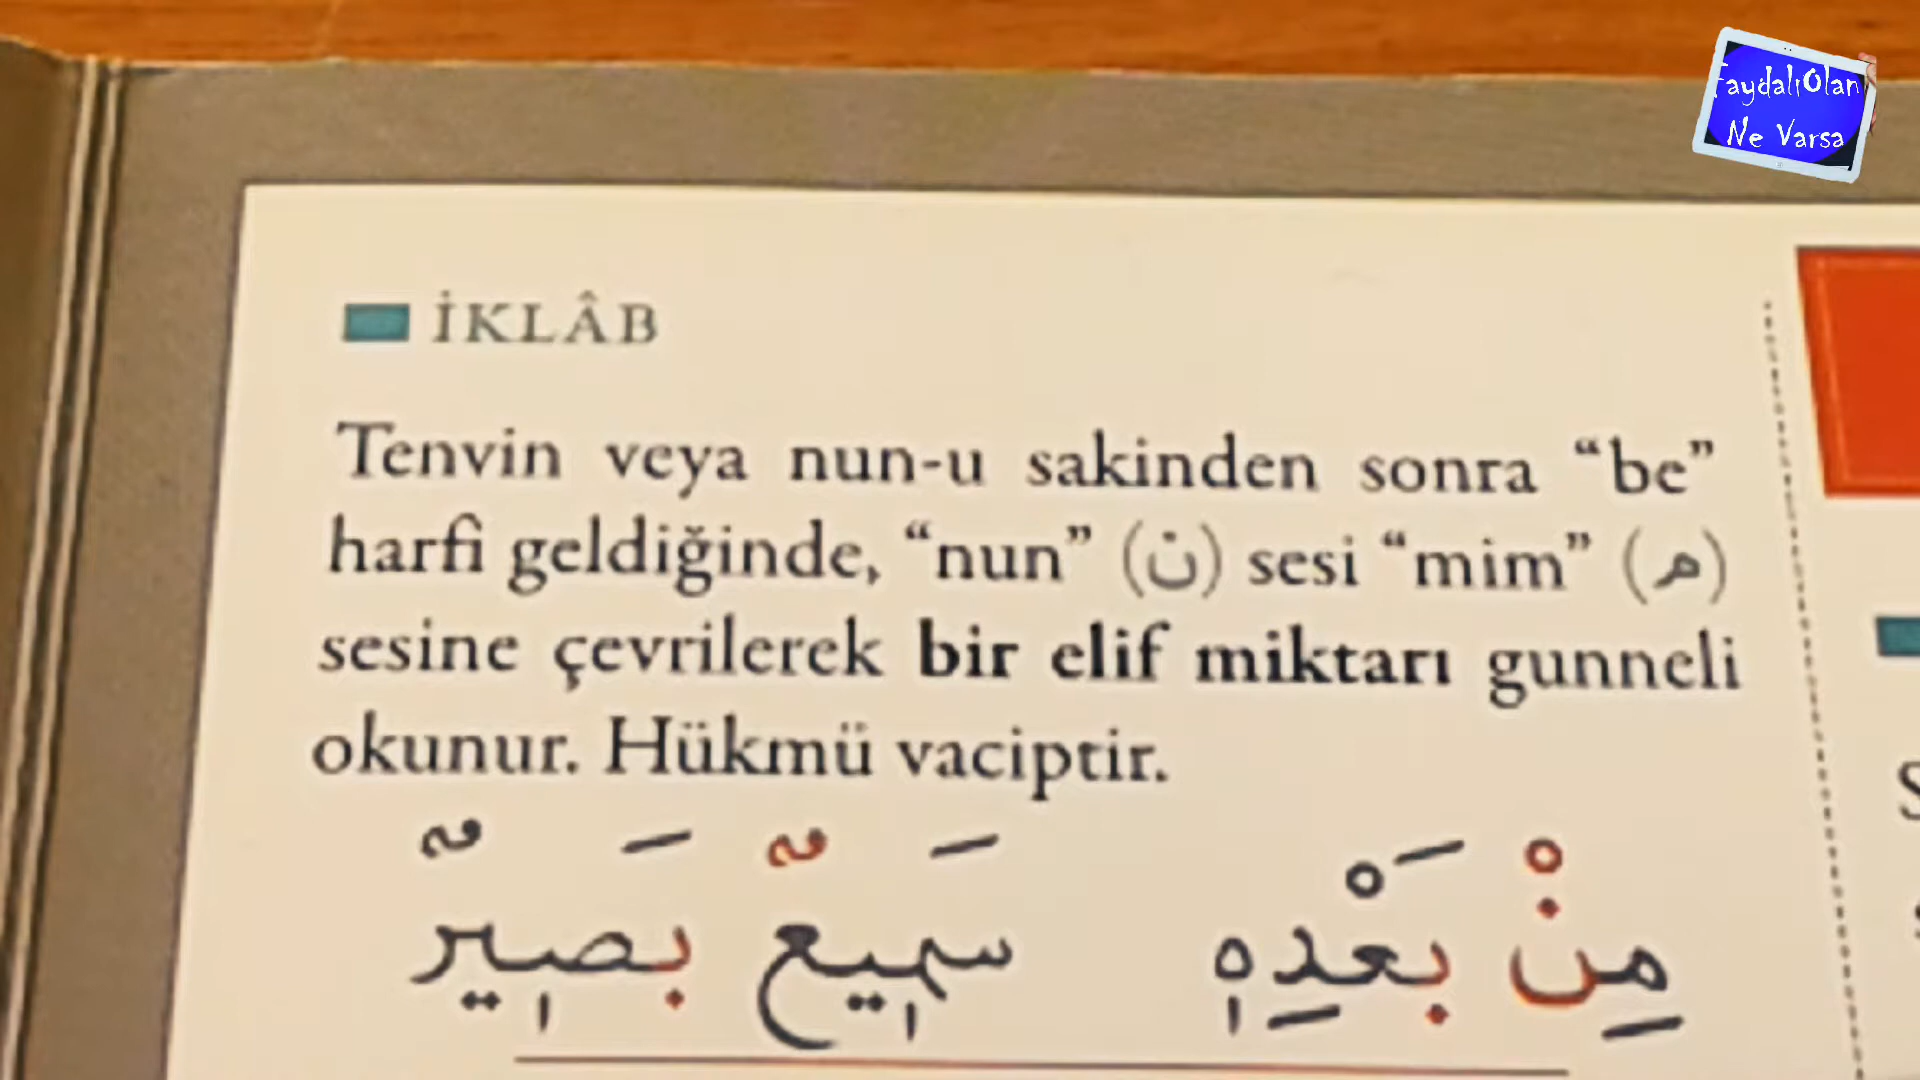 FaydalıOlan
Ne Varsa
İKLÂB
Tenvin veya nun-u sakinden sonra “be”
harfi geldiğinde, “nun” (ن) sesi “mim” (م)
sesine çevrilerek bir elif miktarı gunneli
okunur. Hükmü vaciptir.
مِنْ بَعْدِهٖ سَمٖيعٌ بَصٖيرٌ